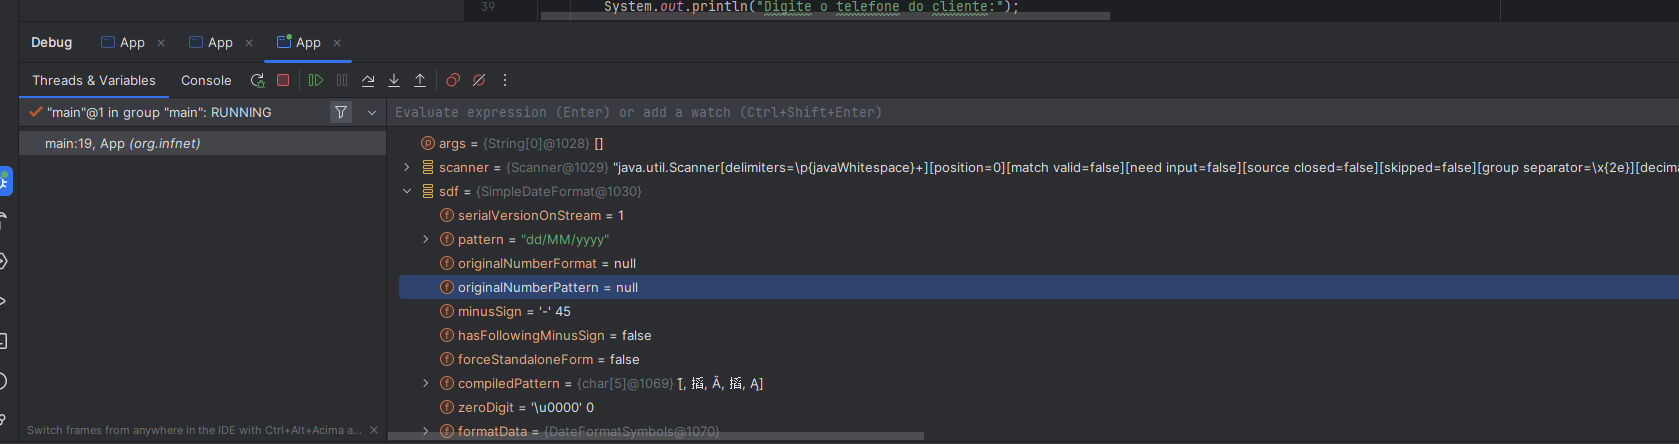 39 System.out.println("Digite o telefone do cliente:");
Debug App App App
Threads & Variables Console
"main"@1 in group "main": RUNNING
Evaluate expression (Enter) or add a watch (Ctrl+Shift+Enter)
main:19, App (org.infnet)
args = {String[0]@1028} []
scanner = {Scanner@1029} "java.util.Scanner[delimiters=\p{javaWhitespace}+][position=0][match valid=false][need input=false][source closed=false][skipped=false][group separator=\x{2e}][decima
sdf = {SimpleDateFormat@1030}
serialVersionOnStream = 1
pattern = "dd/MM/yyyy"
originalNumberFormat = null
originalNumberPattern = null
minusSign = '-' 45
hasFollowingMinusSign = false
forceStandaloneForm = false
compiledPattern = {char[5]@1069}
zeroDigit = '\u0000' 0
formatData = {DateFormatSymbols@1070}
Switch frames from anywhere in the IDE with Ctrl+Alt+Acima a...